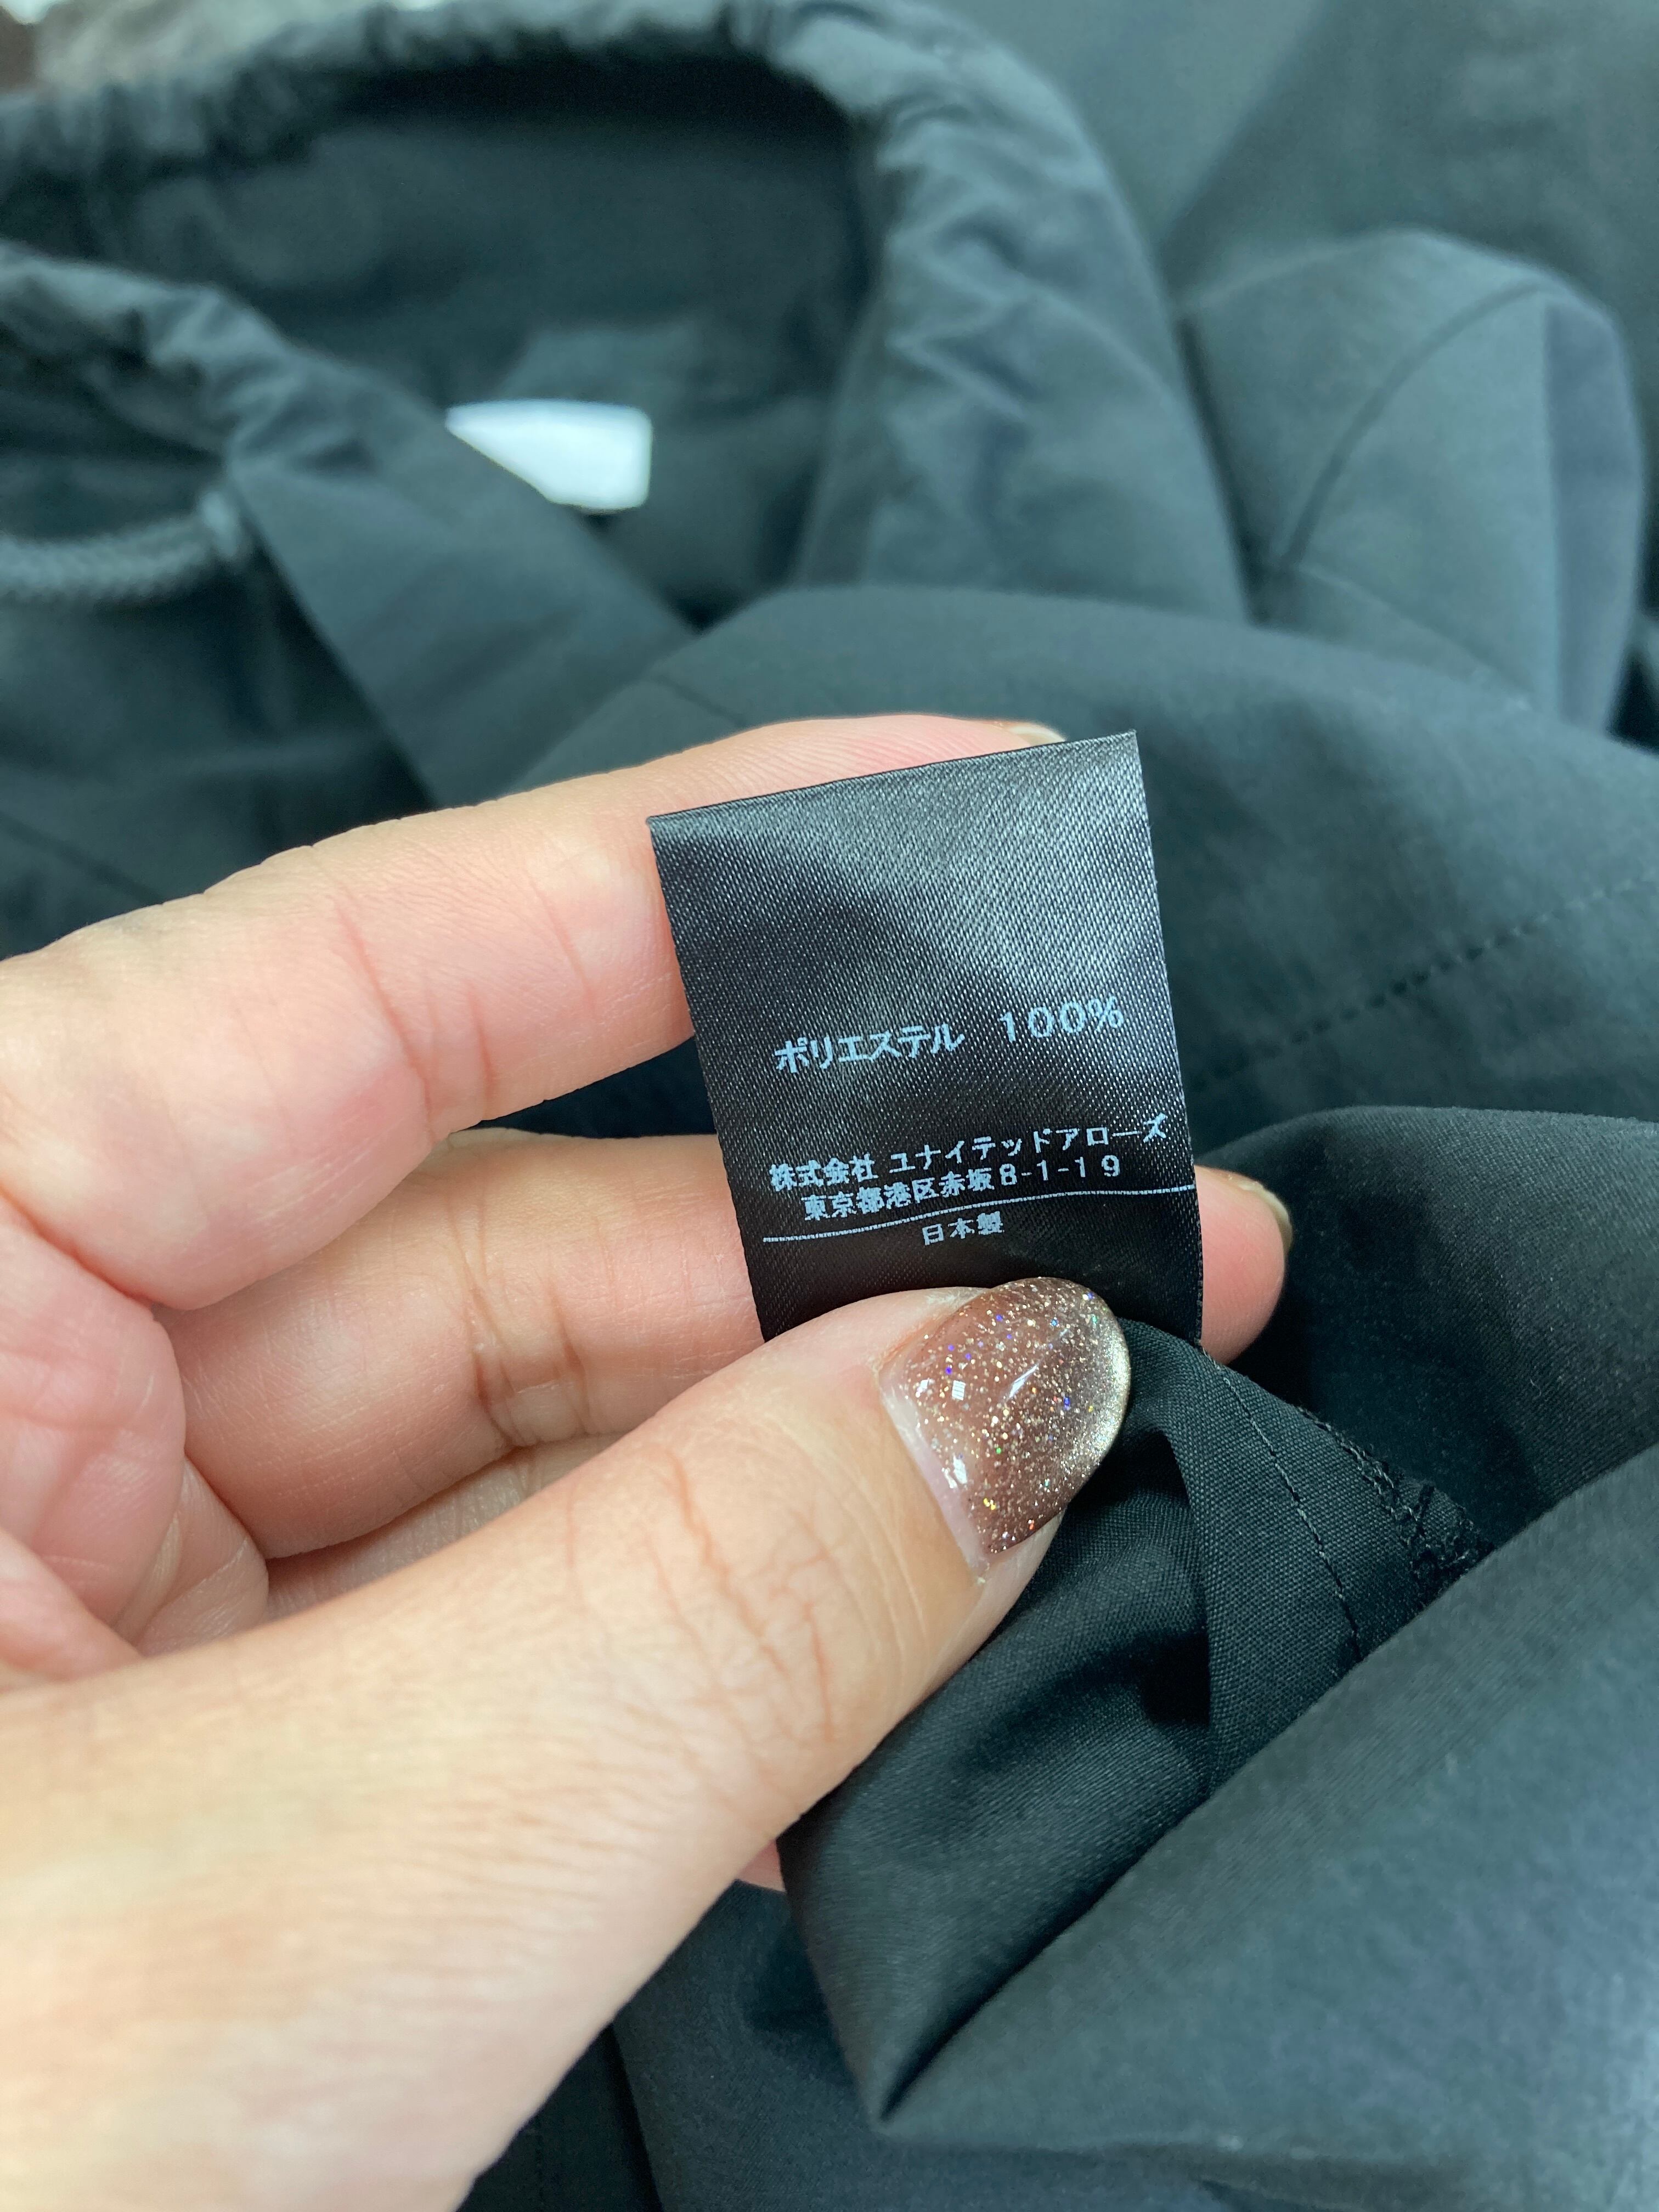 ポリエステル 100%
株式会社 ユナイテッドアローズ
東京都港区赤坂8-1-19
日本製